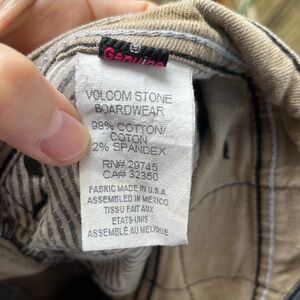 Genuine
VOLCOM STONE
BOARDWEAR
98% COTTON/
COTON
2% SPANDEX
RN# 29745
CA# 32350
FABRIC MADE IN U.S.A
ASSEMBLED IN MEXICO
TISSU FAIT AUX
ETATS-UNIS
ASSEMBLÉ AU MEXIQUE